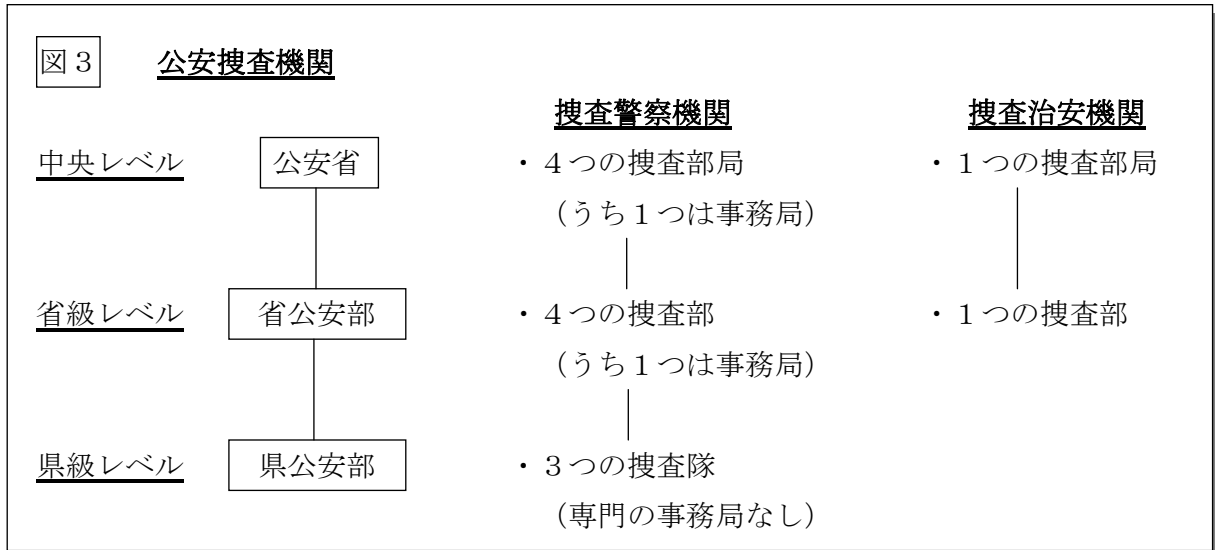 図３　公安捜査機関
捜査警察機関　捜査治安機関
中央レベル　公安省　・４つの捜査部局　・１つの捜査部局
（うち１つは事務局）
省級レベル　省公安部　・４つの捜査部　・１つの捜査部
（うち１つは事務局）
県級レベル　県公安部　・３つの捜査隊
（専門の事務局なし）